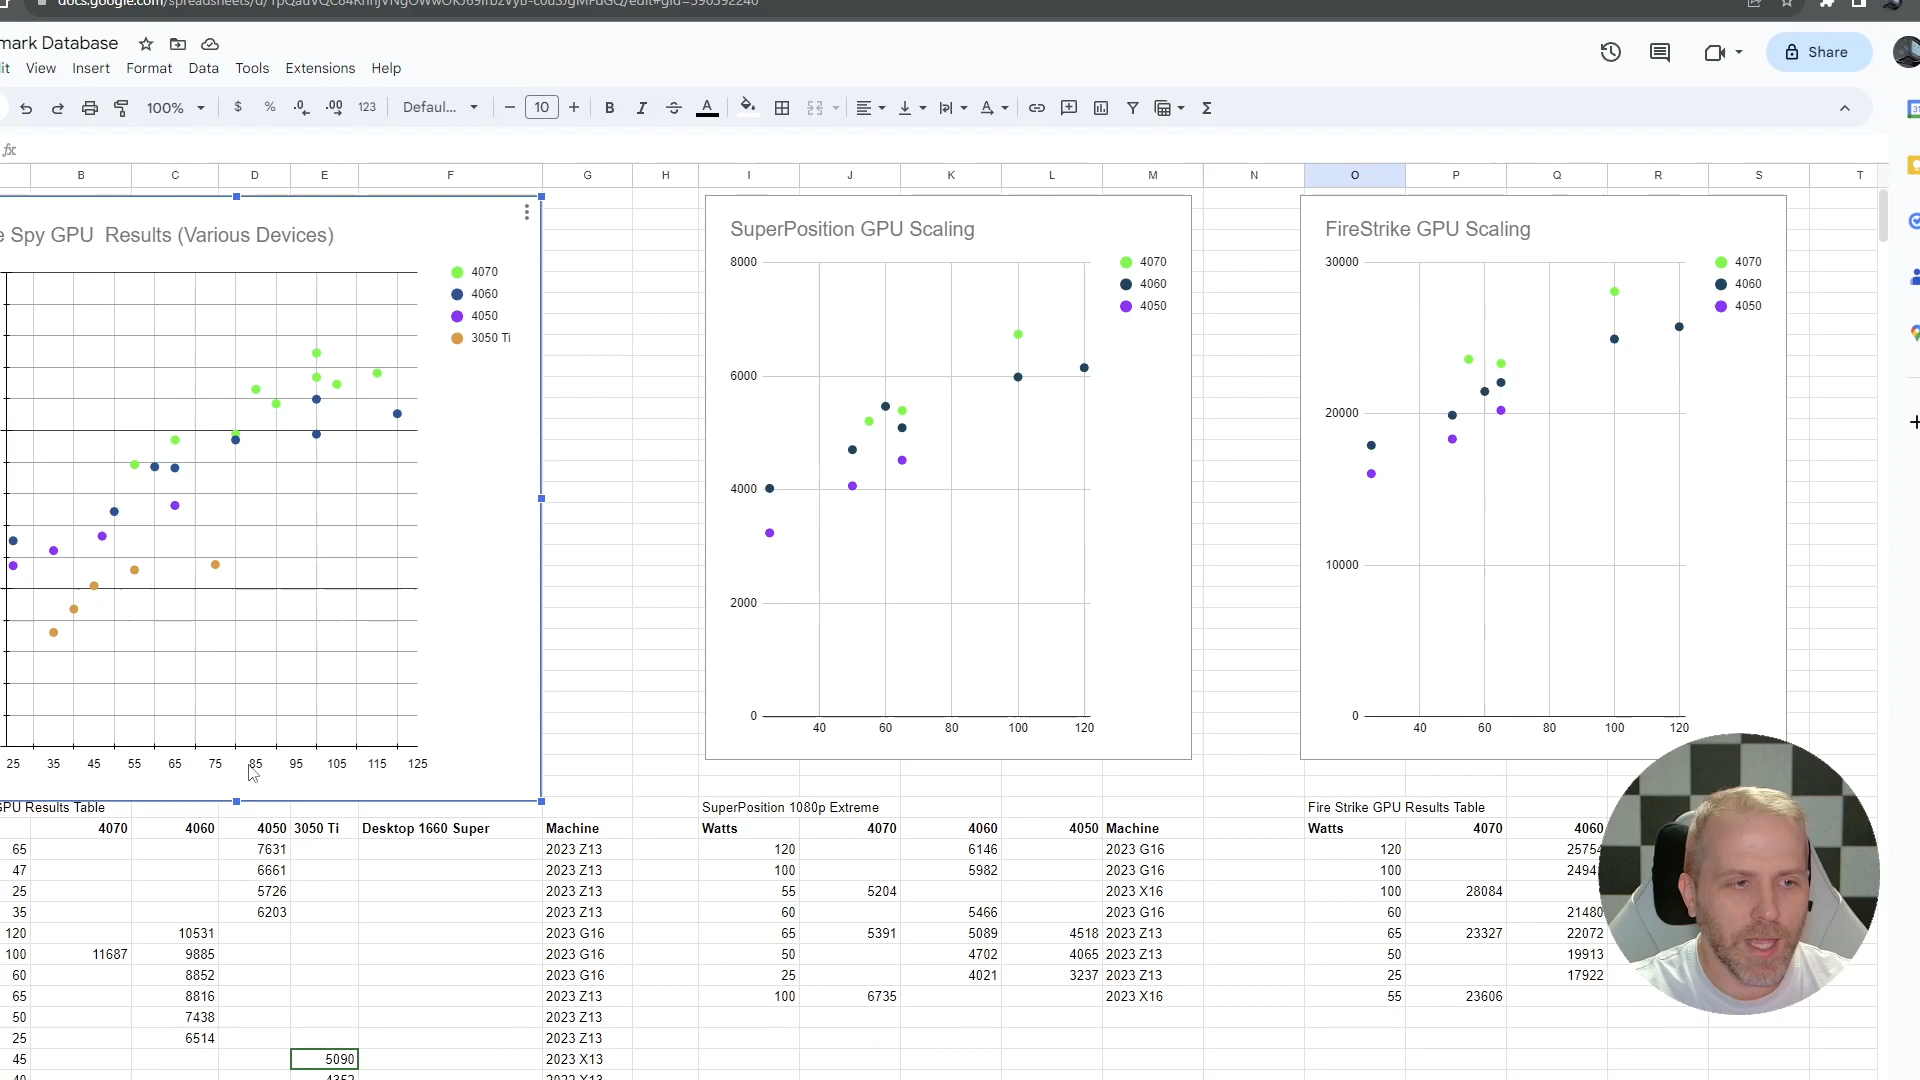 mark Database
it View Insert Format Data Tools Extensions Help
Share
100% $ % .0 .00 123 Defaul... 10 B I A
fx
B C D E F G H I J K L M N O P Q R S T
e Spy GPU Results (Various Devices)
4070
4060
4050
3050 Ti
25 35 45 55 65 75 85 95 105 115 125
SuperPosition GPU Scaling
8000
6000
4000
2000
0
40 60 80 100 120
4070
4060
4050
FireStrike GPU Scaling
30000
20000
10000
0
40 60 80 100 120
4070
4060
4050
GPU Results Table SuperPosition 1080p Extreme Fire Strike GPU Results Table
4070 4060 4050 3050 Ti Desktop 1660 Super Machine Watts 4070 4060 4050 Machine Watts 4070 4060
65 7631 2023 Z13 120 6146 2023 G16 120 25754
47 6661 2023 Z13 100 5982 2023 G16 100 2494
25 5726 2023 Z13 55 5204 2023 X16 100 28084
35 6203 2023 Z13 60 5466 2023 G16 60 21480
120 10531 2023 G16 65 5391 5089 4518 2023 Z13 65 23327 22072
100 11687 9885 2023 G16 50 4702 4065 2023 Z13 50 19913
60 8852 2023 G16 25 4021 3237 2023 Z13 25 17922
65 8816 2023 Z13 100 6735 2023 X16 55 23606
50 7438 2023 Z13
25 6514 2023 Z13
45 5090 2023 X13
40 4352 2022 X13